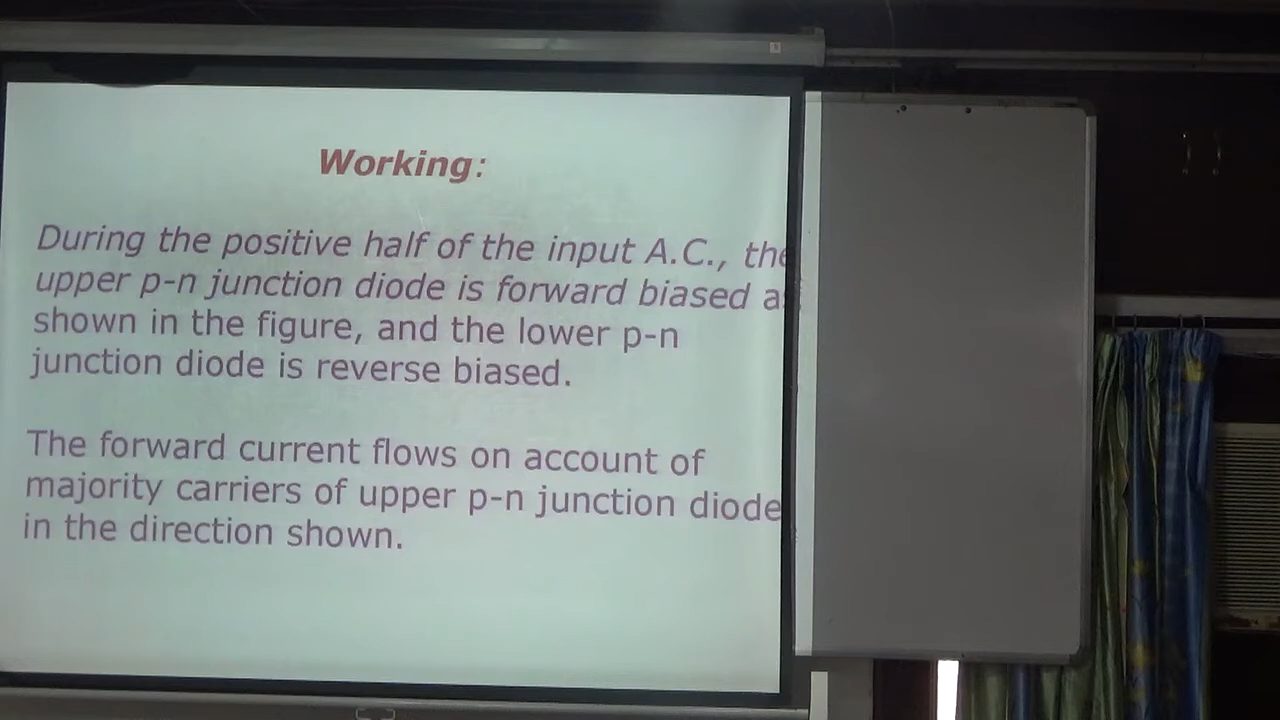 Working:
During the positive half of the input A.C., the
upper p-n junction diode is forward biased as
shown in the figure, and the lower p-n
junction diode is reverse biased.
The forward current flows on account of
majority carriers of upper p-n junction diode
in the direction shown.